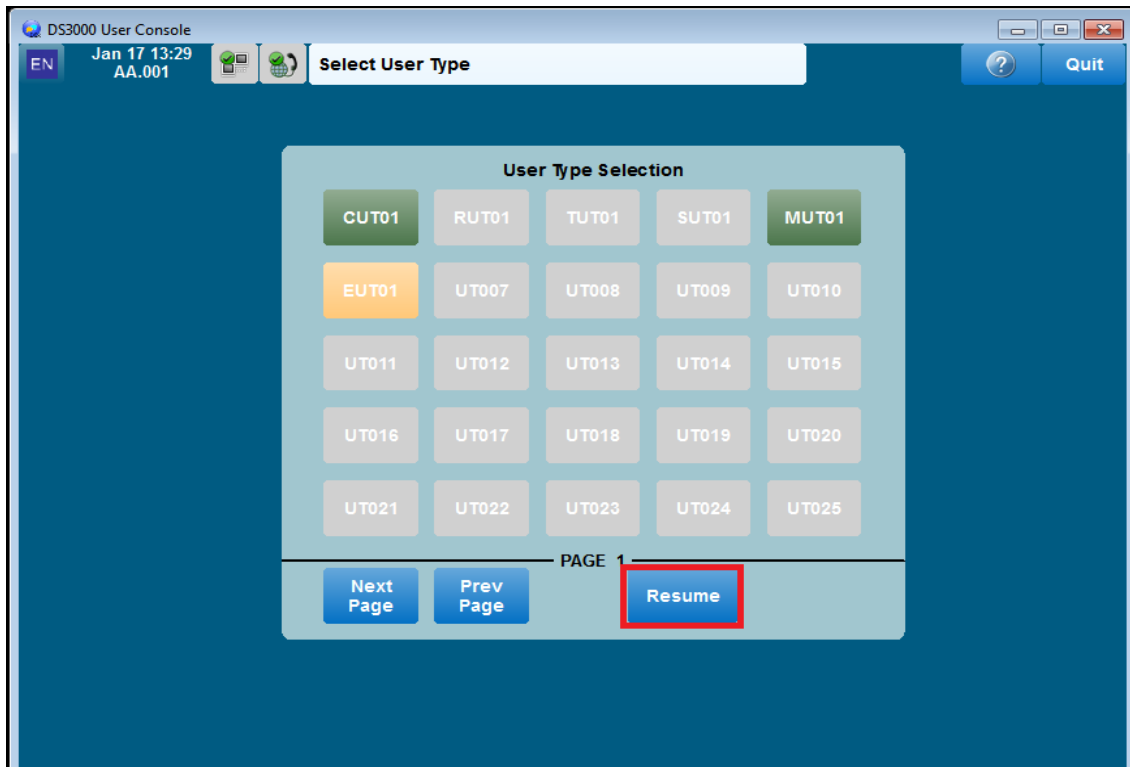 DS3000 User Console
EN
Jan 17 13:29
AA.001
Select User Type
?
Quit
User Type Selection
CUT01 RUT01 TUT01 SUT01 MUT01
EUT01 UT007 UT008 UT009 UT010
UT011 UT012 UT013 UT014 UT015
UT016 UT017 UT018 UT019 UT020
UT021 UT022 UT023 UT024 UT025
PAGE 1
Next
Page
Prev
Page
Resume